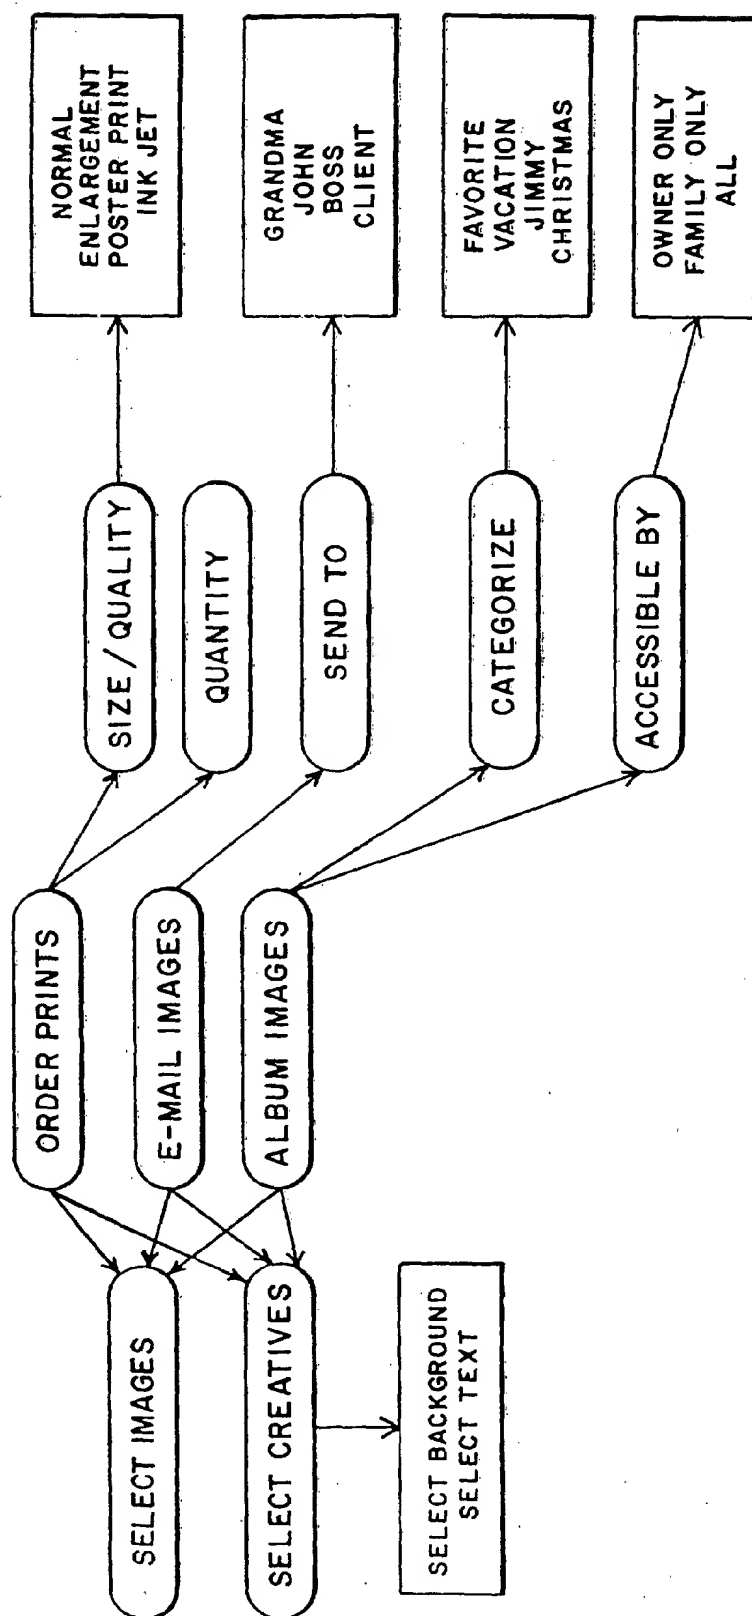 SELECT IMAGES
SELECT CREATIVES
SELECT BACKGROUND
SELECT TEXT
ORDER PRINTS
E-MAIL IMAGES
ALBUM IMAGES
SIZE / QUALITY
QUANTITY
SEND TO
CATEGORIZE
ACCESSIBLE BY
NORMAL
ENLARGEMENT
POSTER PRINT
INK JET
GRANDMA
JOHN
BOSS
CLIENT
FAVORITE
VACATION
JIMMY
CHRISTMAS
OWNER ONLY
FAMILY ONLY
ALL